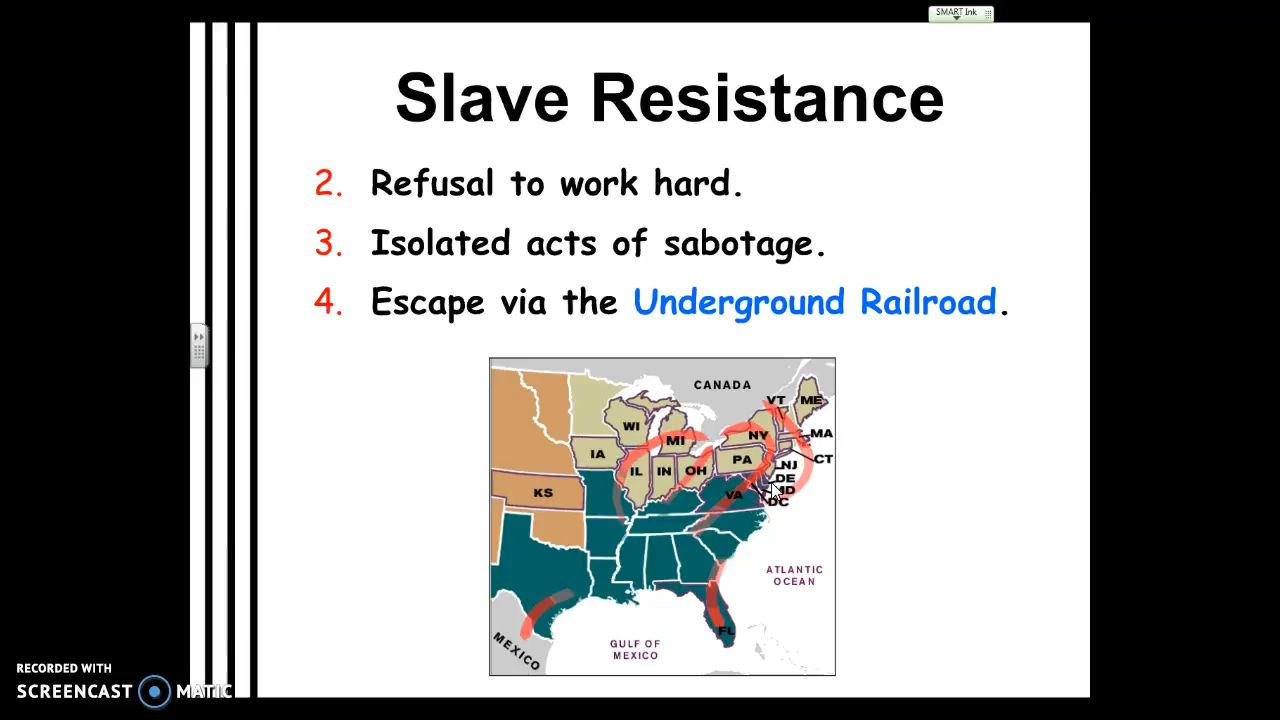 SMART Ink
Slave Resistance
2. Refusal to work hard.
3. Isolated acts of sabotage.
4. Escape via the Underground Railroad.
CANADA
VT ME
WI
MI NY MA
IA
IL IN OH PA NJ CT
DE
KS VA MD
DC
ATLANTIC
OCEAN
FL
MEXICO
GULF OF
MEXICO
RECORDED WITH
SCREENCAST MATIC